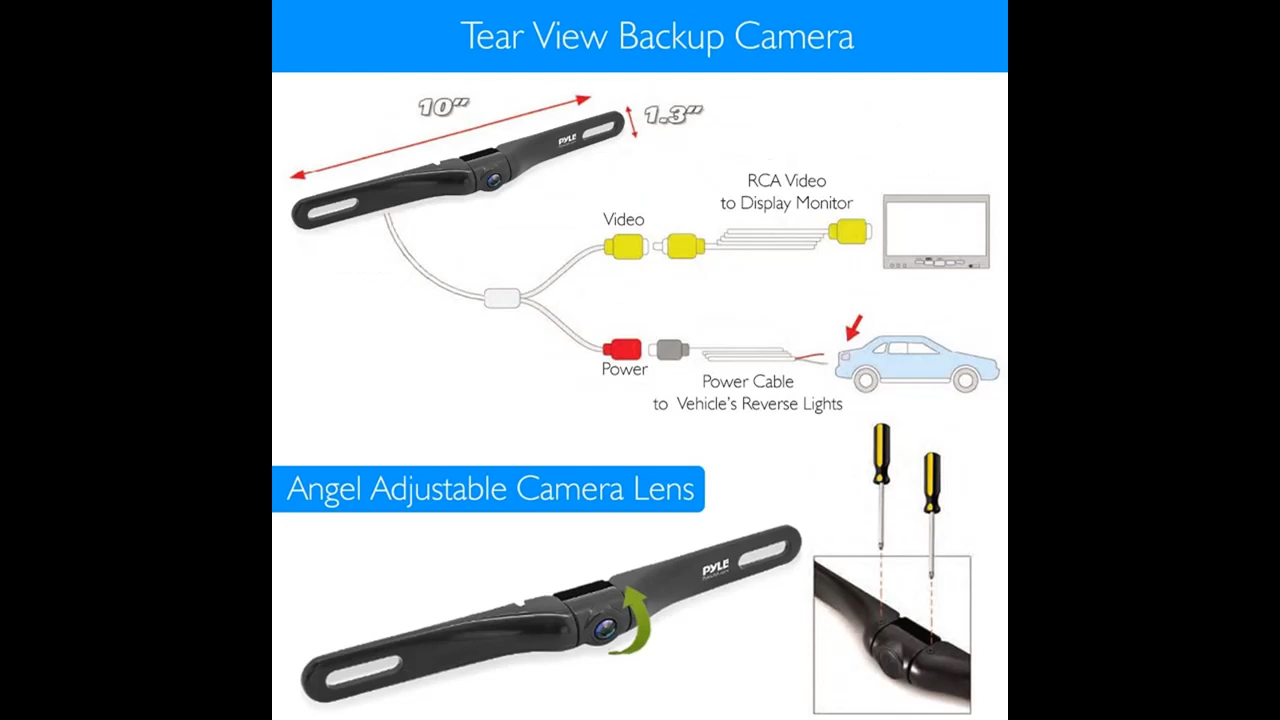 Tear View Backup Camera
10"
1.3"
PYLE
RCA Video
to Display Monitor
Video
Power
Power Cable
to Vehicle's Reverse Lights
Angel Adjustable Camera Lens
PYLE